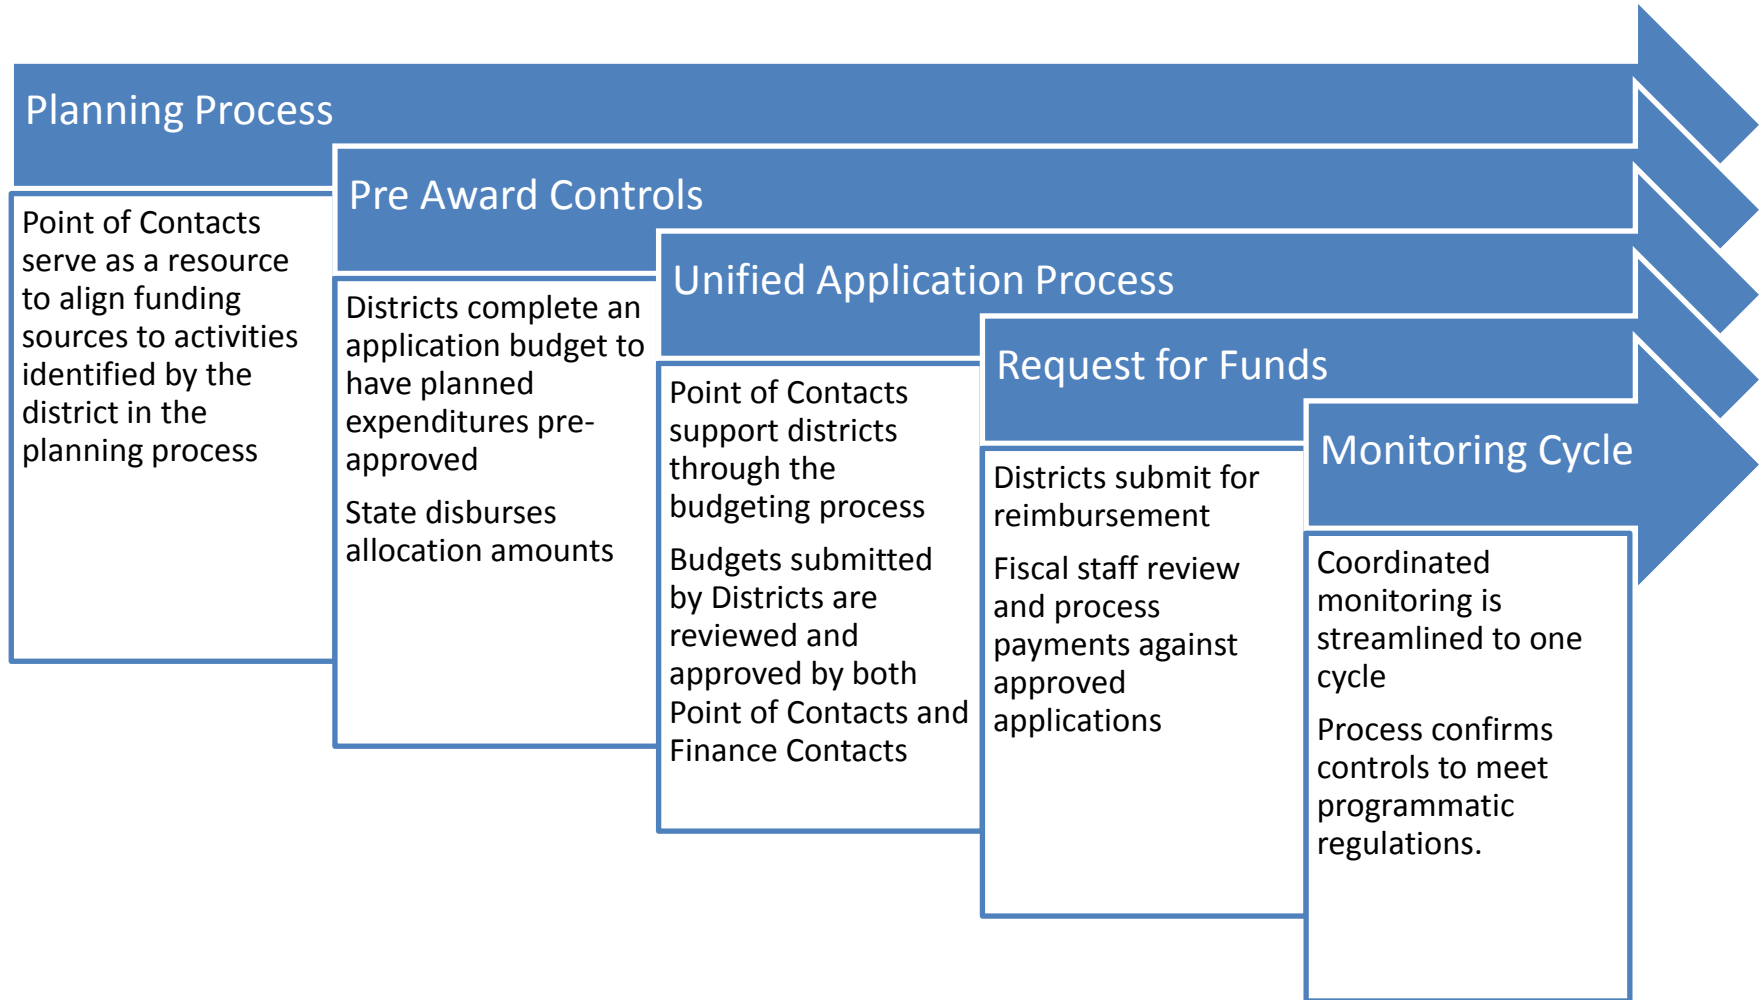 Planning Process
Point of Contacts
serve as a resource
to align funding
sources to activities
identified by the
district in the
planning process
Pre Award Controls
Districts complete an
application budget to
have planned
expenditures pre-
approved
State disburses
allocation amounts
Unified Application Process
Point of Contacts
support districts
through the
budgeting process
Budgets submitted
by Districts are
reviewed and
approved by both
Point of Contacts and
Finance Contacts
Request for Funds
Districts submit for
reimbursement
Fiscal staff review
and process
payments against
approved
applications
Monitoring Cycle
Coordinated
monitoring is
streamlined to one
cycle
Process confirms
controls to meet
programmatic
regulations.